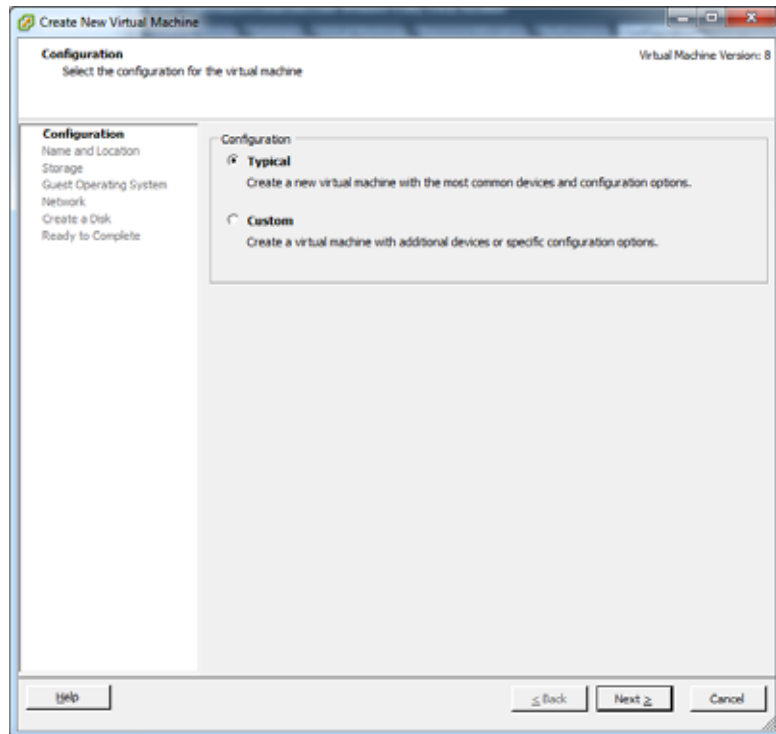 Create New Virtual Machine
Configuration
Virtual Machine Version: 8
Select the configuration for the virtual machine
Configuration
Name and Location
Storage
Guest Operating System
Network
Create a Disk
Ready to Complete
Configuration
Typical
Create a new virtual machine with the most common devices and configuration options.
Custom
Create a virtual machine with additional devices or specific configuration options.
Help
≤ Back
Next ≥
Cancel